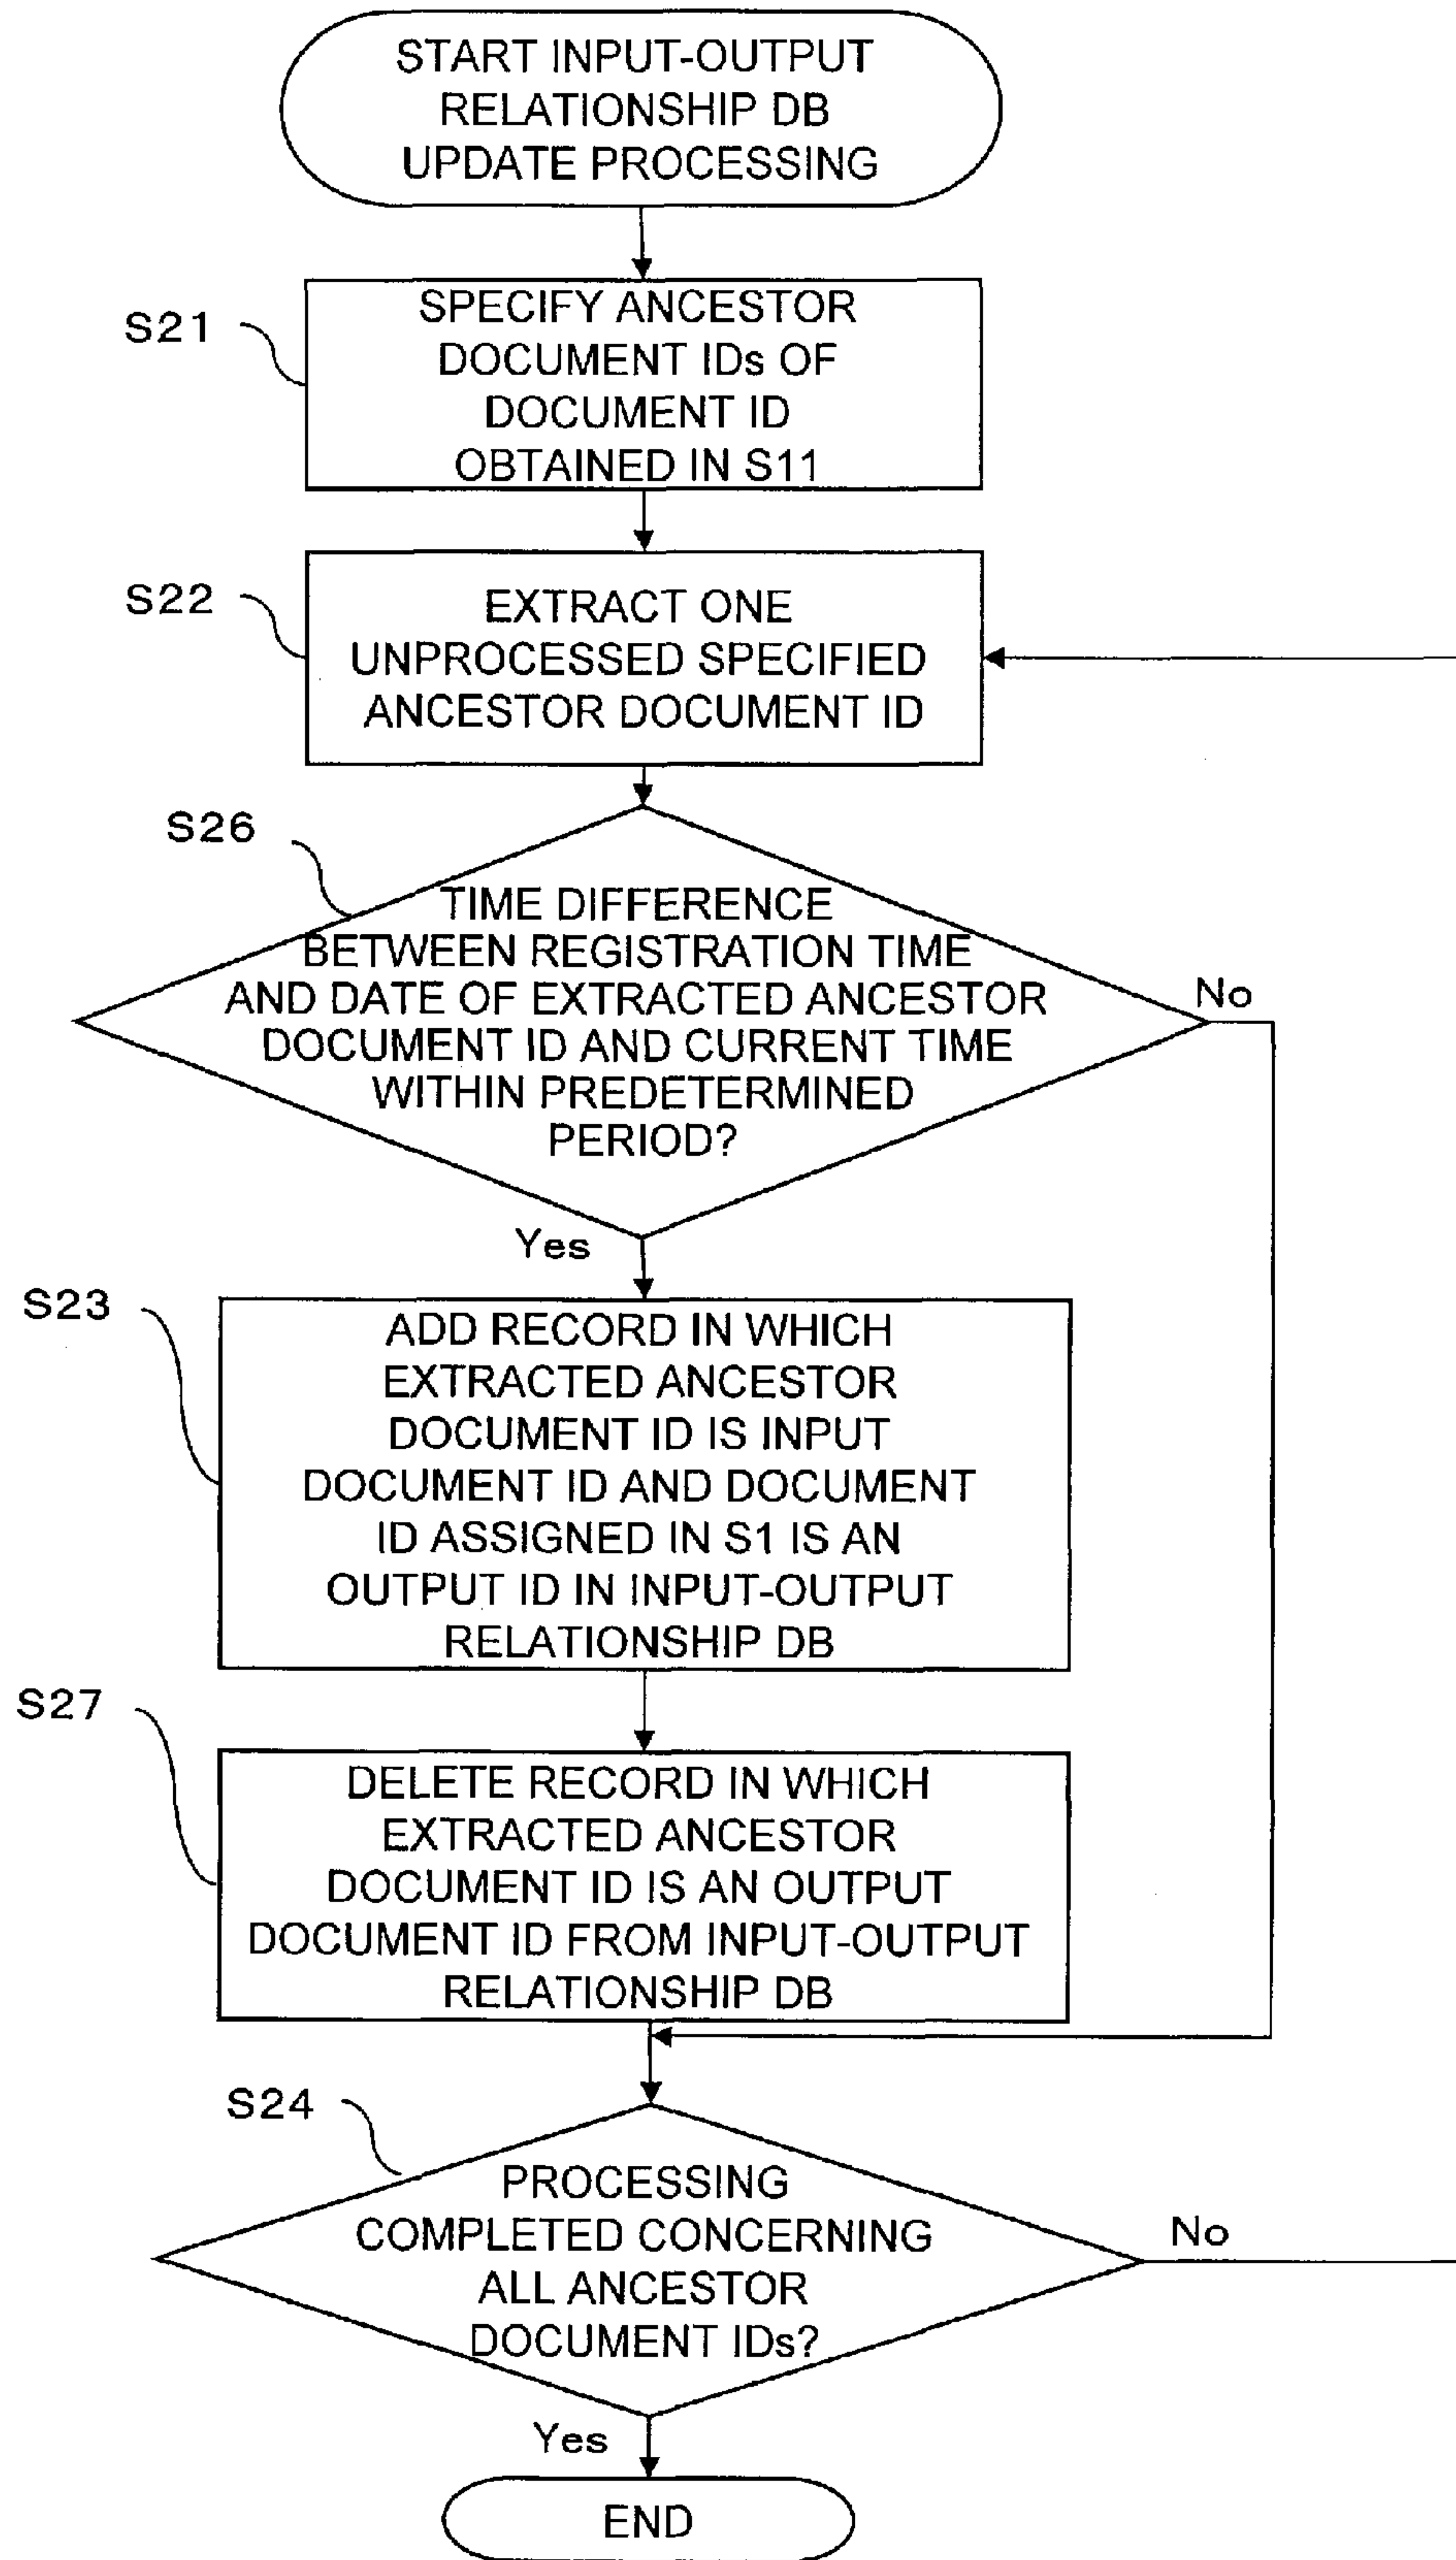 START INPUT-OUTPUT
RELATIONSHIP DB
UPDATE PROCESSING
S21
SPECIFY ANCESTOR
DOCUMENT IDs OF
DOCUMENT ID
OBTAINED IN S11
S22
EXTRACT ONE
UNPROCESSED SPECIFIED
ANCESTOR DOCUMENT ID
S26
TIME DIFFERENCE
BETWEEN REGISTRATION TIME
AND DATE OF EXTRACTED ANCESTOR
DOCUMENT ID AND CURRENT TIME
WITHIN PREDETERMINED
PERIOD?
No
Yes
S23
ADD RECORD IN WHICH
EXTRACTED ANCESTOR
DOCUMENT ID IS INPUT
DOCUMENT ID AND DOCUMENT
ID ASSIGNED IN S1 IS AN
OUTPUT ID IN INPUT-OUTPUT
RELATIONSHIP DB
S27
DELETE RECORD IN WHICH
EXTRACTED ANCESTOR
DOCUMENT ID IS AN OUTPUT
DOCUMENT ID FROM INPUT-OUTPUT
RELATIONSHIP DB
S24
PROCESSING
COMPLETED CONCERNING
ALL ANCESTOR
DOCUMENT IDs?
No
Yes
END